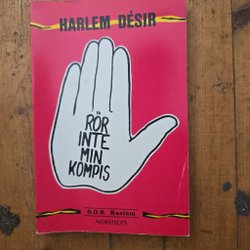 HARLEM DÉSIR
RÖR
INTE
MIN
KOMPIS
S.O.S. Rasism
NORSTEDTS